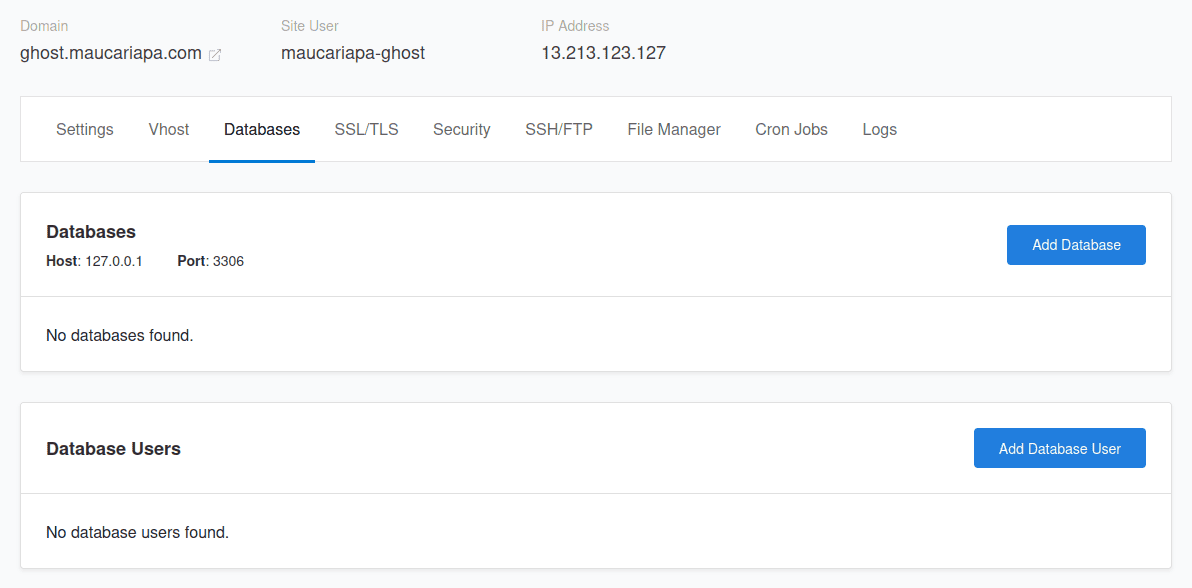 Domain Site User IP Address
ghost.maucariapa.com maucariapa-ghost 13.213.123.127
Settings Vhost Databases SSL/TLS Security SSH/FTP File Manager Cron Jobs Logs
Databases
Host: 127.0.0.1 Port: 3306
Add Database
No databases found.
Database Users
Add Database User
No database users found.